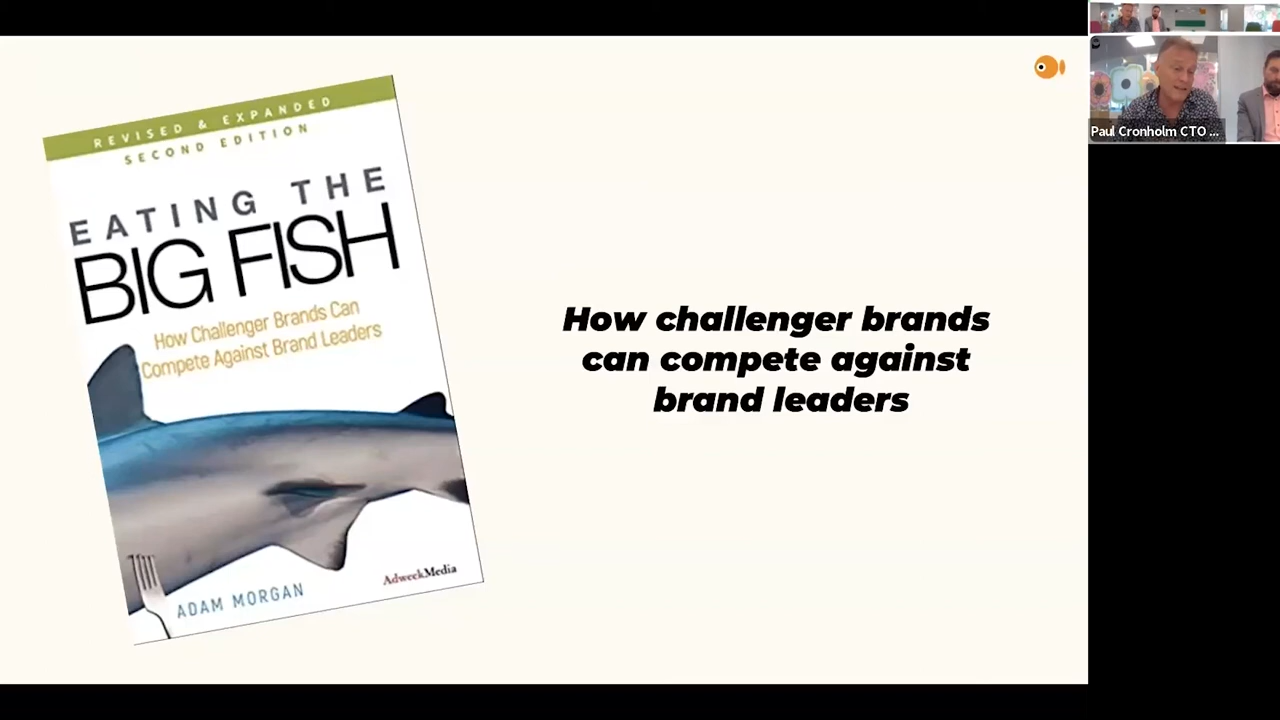 REVISED & EXPANDED
SECOND EDITION
EATING THE
BIG FISH
How Challenger Brands Can
Compete Against Brand Leaders
ADAM MORGAN
AdweekMedia
How challenger brands
can compete against
brand leaders
Paul Cronholm CTO ...